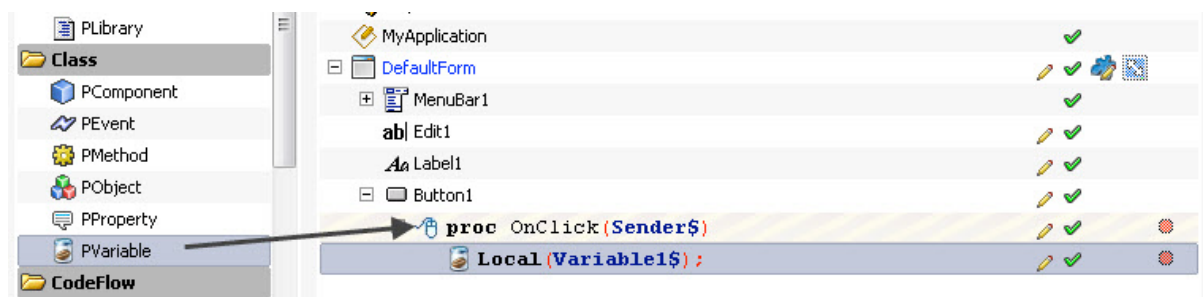 PLibrary
Class
PComponent
PEvent
PMethod
PObject
PProperty
PVariable
CodeFlow
MyApplication
DefaultForm
MenuBar1
ab| Edit1
Aa Label1
Button1
proc OnClick(Sender$)
Local(Variable1$);